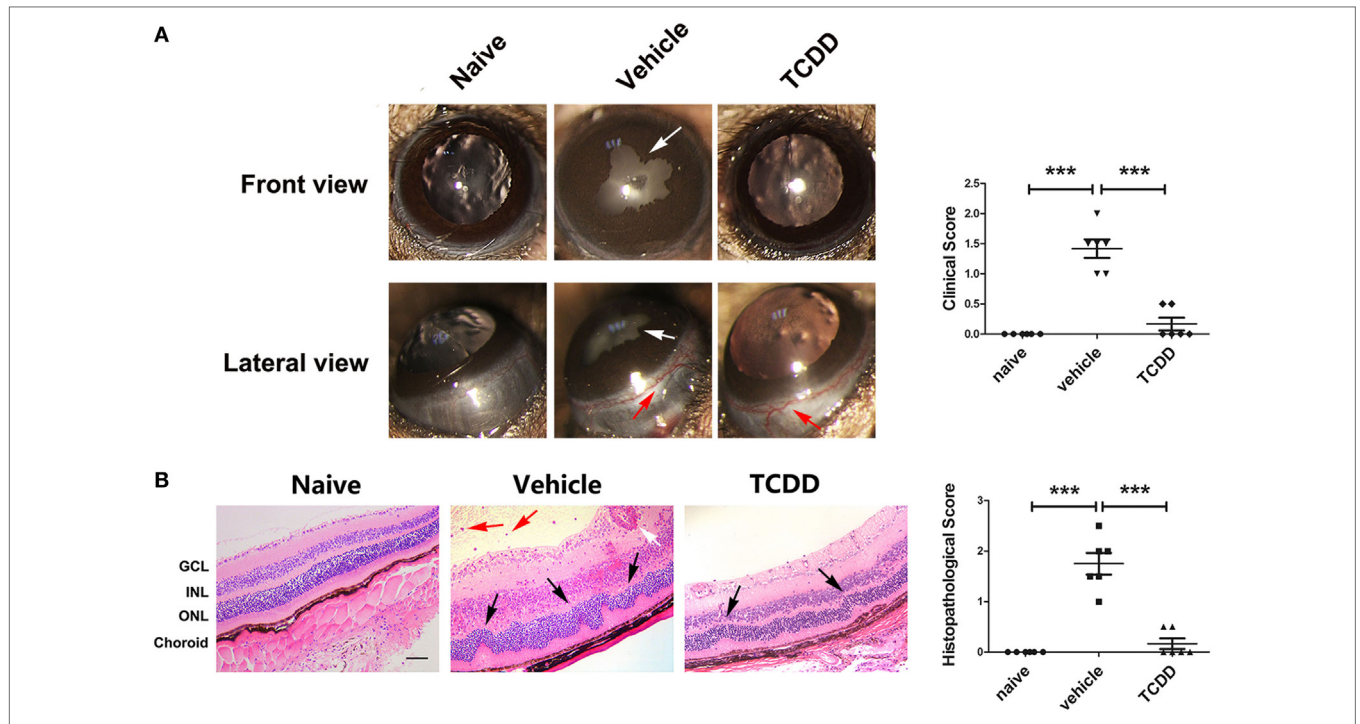 A
Naive
Vehicle
TCDD
Front view
Lateral view
Clinical Score
2.5
2.0
1.5
1.0
0.5
0.0
***
***
naive
vehicle
TCDD
B
Naive
Vehicle
TCDD
GCL
INL
ONL
Choroid
Histopathological Score
3
2
1
0
***
***
naive
vehicle
TCDD